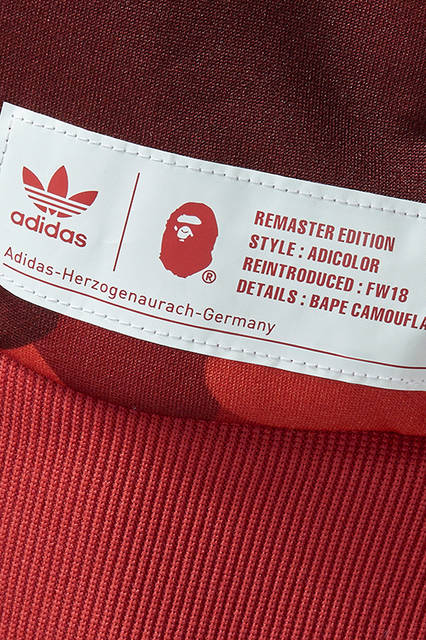 adidas
Adidas-Herzogenaurach-Germany
®
REMASTER EDITION
STYLE : ADICOLOR
REINTRODUCED : FW18
DETAILS : BAPE CAMOUFLA